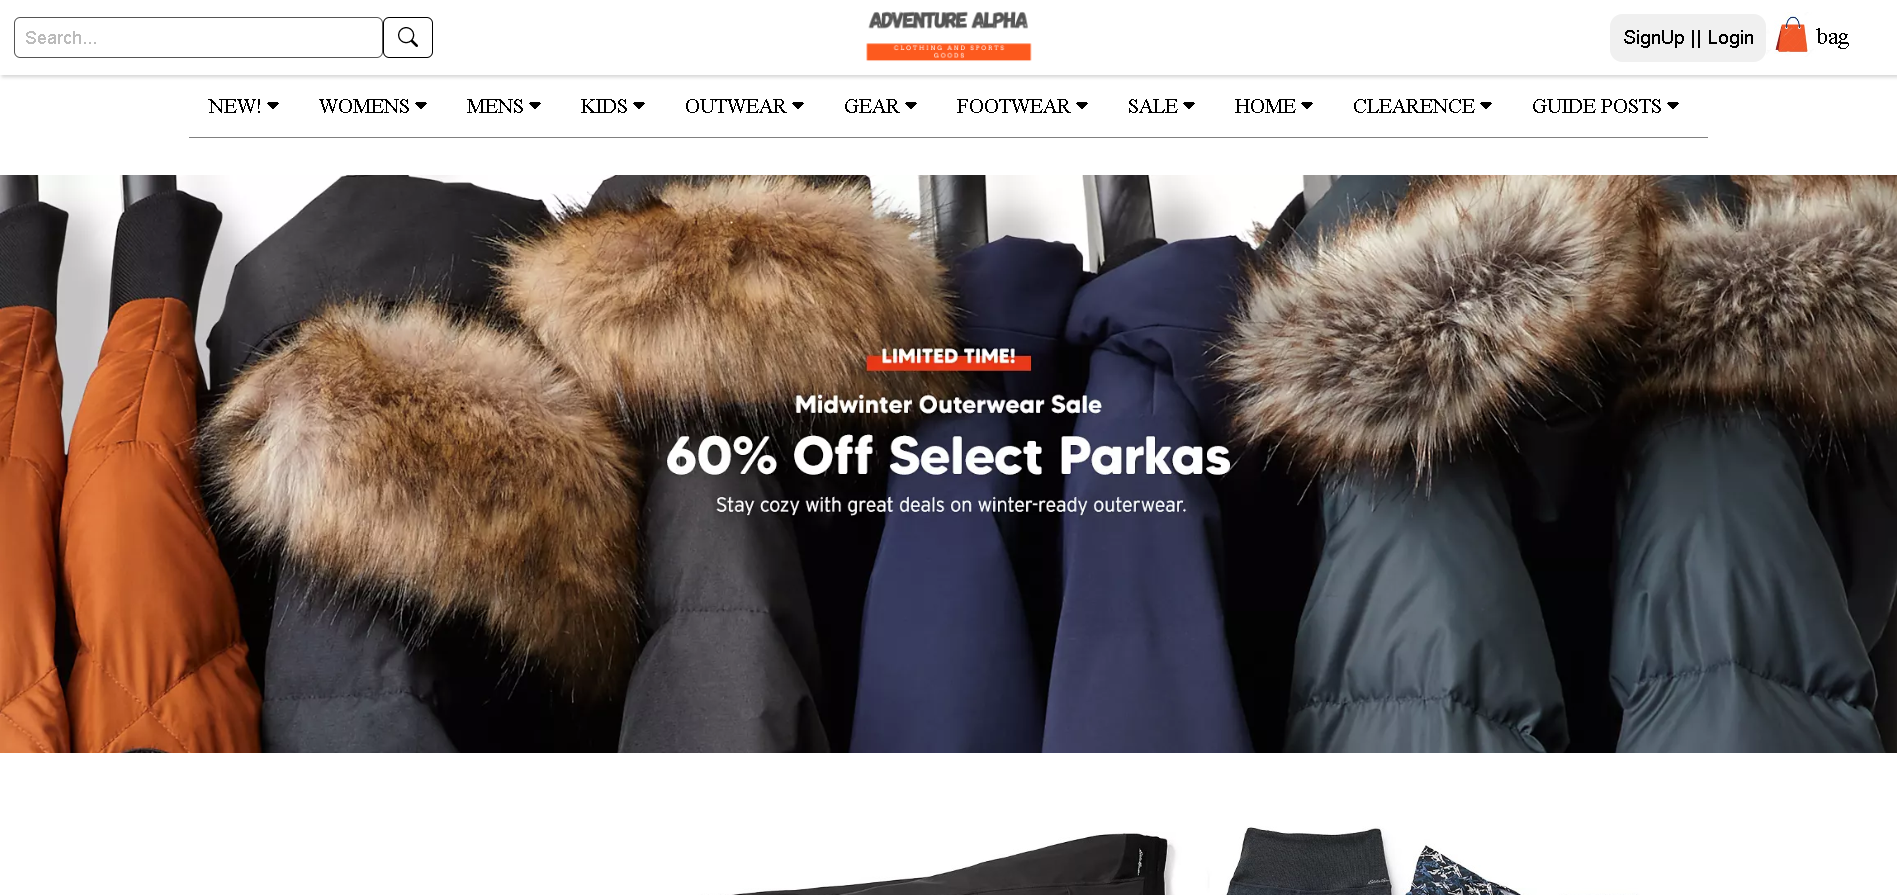 Search...
ADVENTURE ALPHA
CLOTHING AND SPORTS
GOODS
SignUp || Login
bag
NEW!
WOMENS
MENS
KIDS
OUTWEAR
GEAR
FOOTWEAR
SALE
HOME
CLEARENCE
GUIDE POSTS
LIMITED TIME!
Midwinter Outerwear Sale
60% Off Select Parkas
Stay cozy with great deals on winter-ready outerwear.